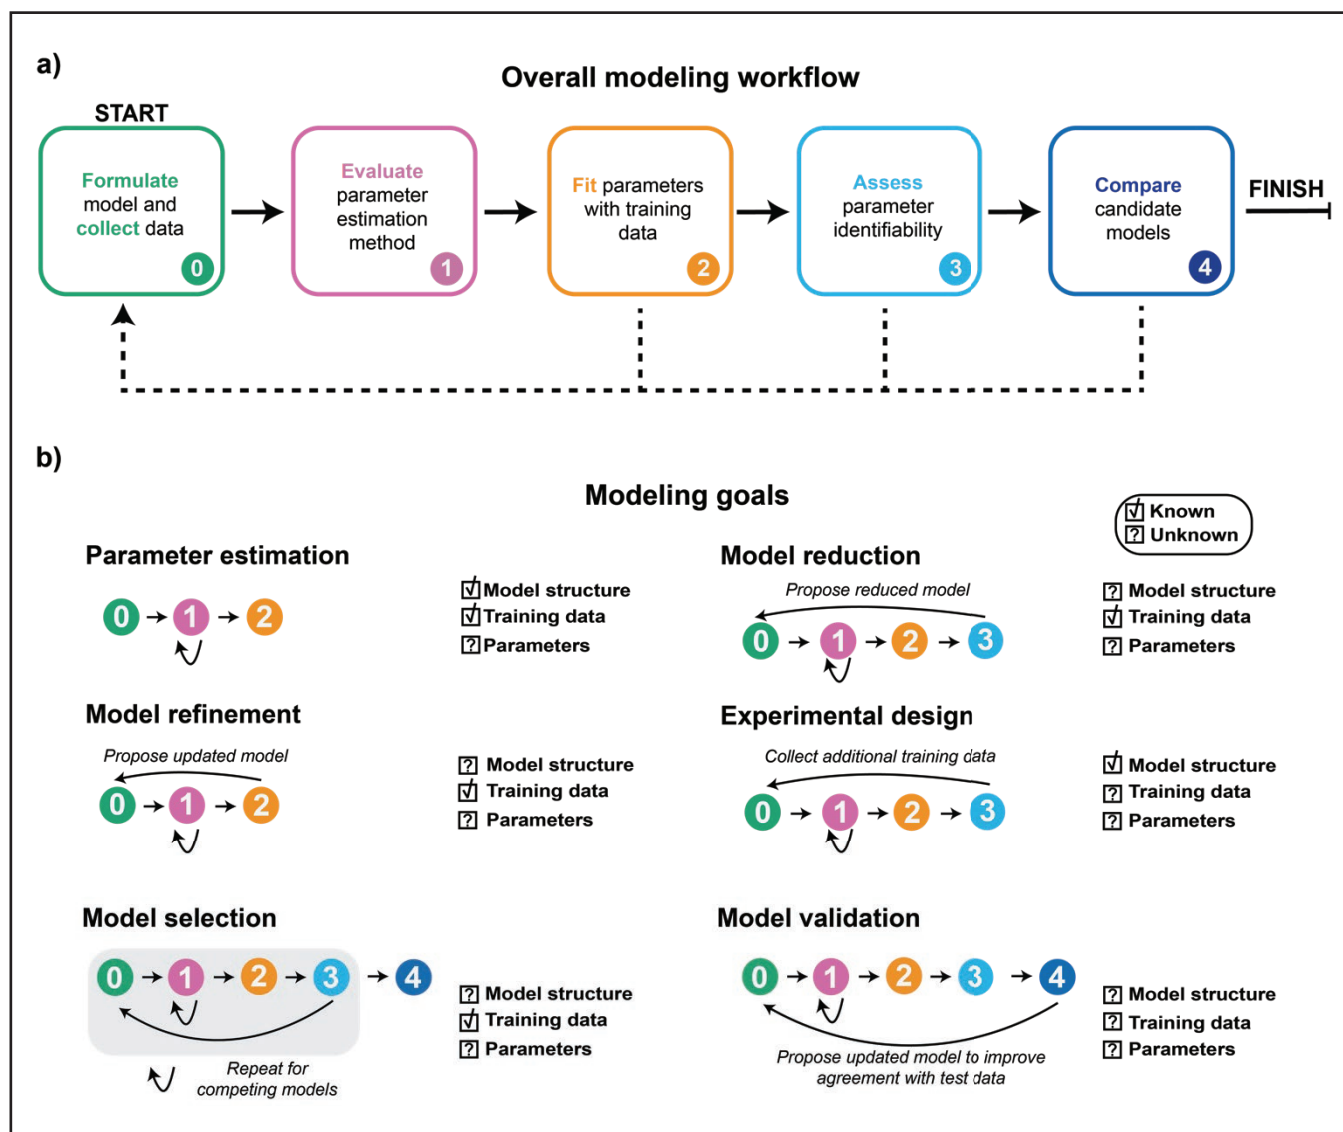 a)
Overall modeling workflow
START
Formulate
model and
collect data
0
Evaluate
parameter
estimation
method
1
Fit parameters
with training
data
2
Assess
parameter
identifiability
3
Compare
candidate
models
4
FINISH
b)
Modeling goals
Known
? Unknown
Parameter estimation
0 1 2
Model structure
Training data
? Parameters
Model reduction
Propose reduced model
0 1 2 3
? Model structure
Training data
? Parameters
Model refinement
Propose updated model
0 1 2
? Model structure
Training data
? Parameters
Experimental design
Collect additional training data
0 1 2 3
Model structure
? Training data
? Parameters
Model selection
0 1 2 3 4
Repeat for
competing models
? Model structure
Training data
? Parameters
Model validation
0 1 2 3 4
Propose updated model to improve
agreement with test data
? Model structure
? Training data
? Parameters